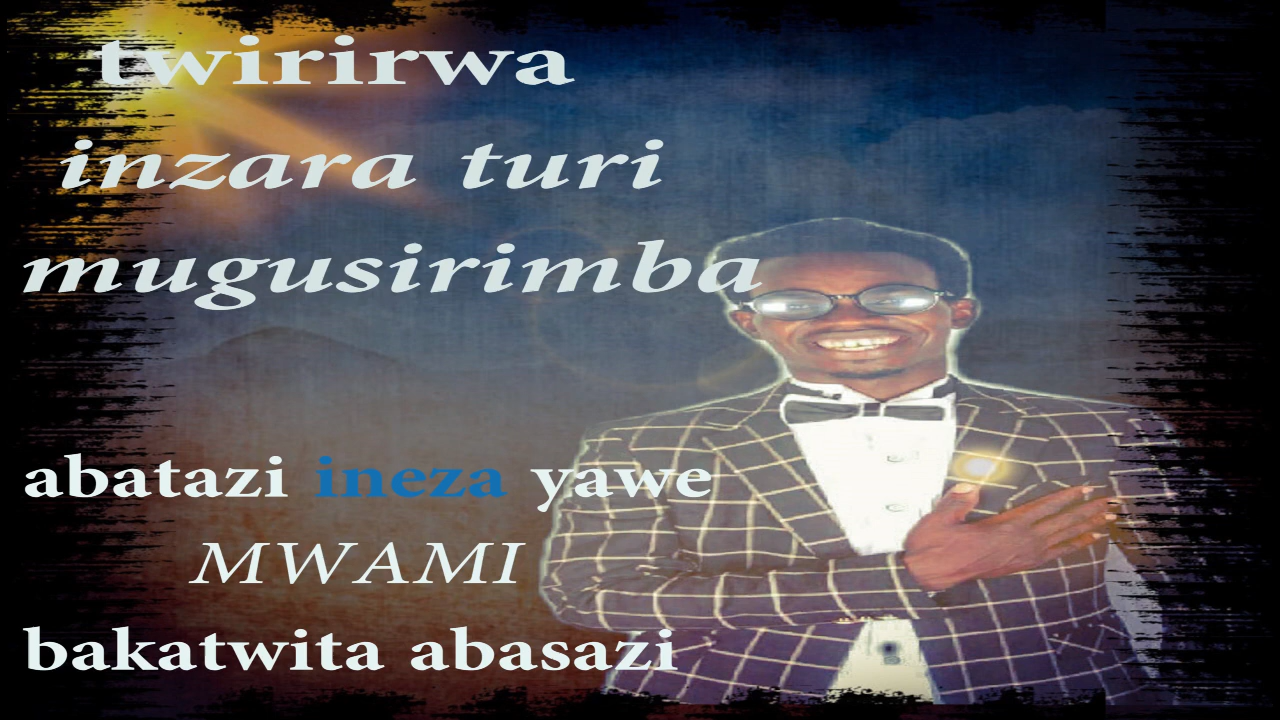 twirirwa
inzara turi
mugusirimba
abatazi ineza yawe
MWAMI
bakatwita abasazi